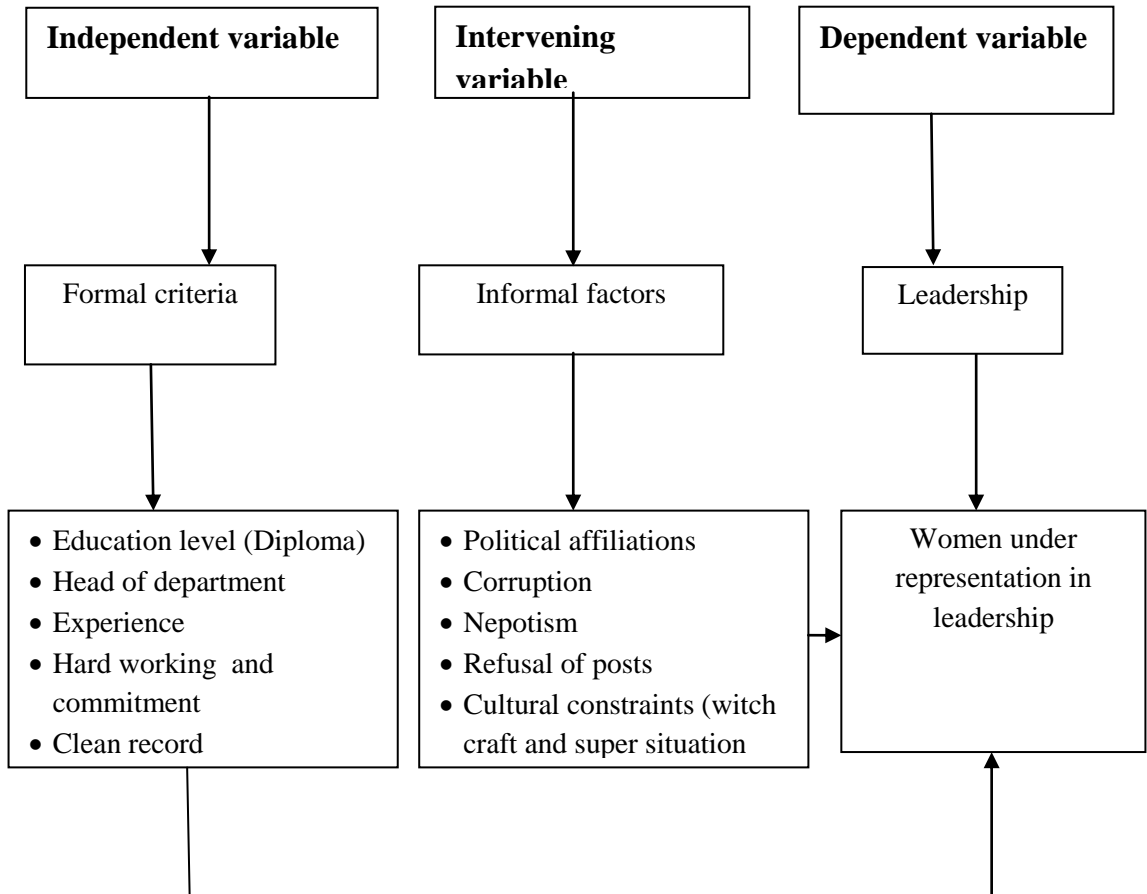 Independent variable
Intervening
variable
Dependent variable
Formal criteria
Informal factors
Leadership
• Education level (Diploma)
• Head of department
• Experience
• Hard working and
commitment
• Clean record
• Political affiliations
• Corruption
• Nepotism
• Refusal of posts
• Cultural constraints (witch
craft and super situation
Women under
representation in
leadership